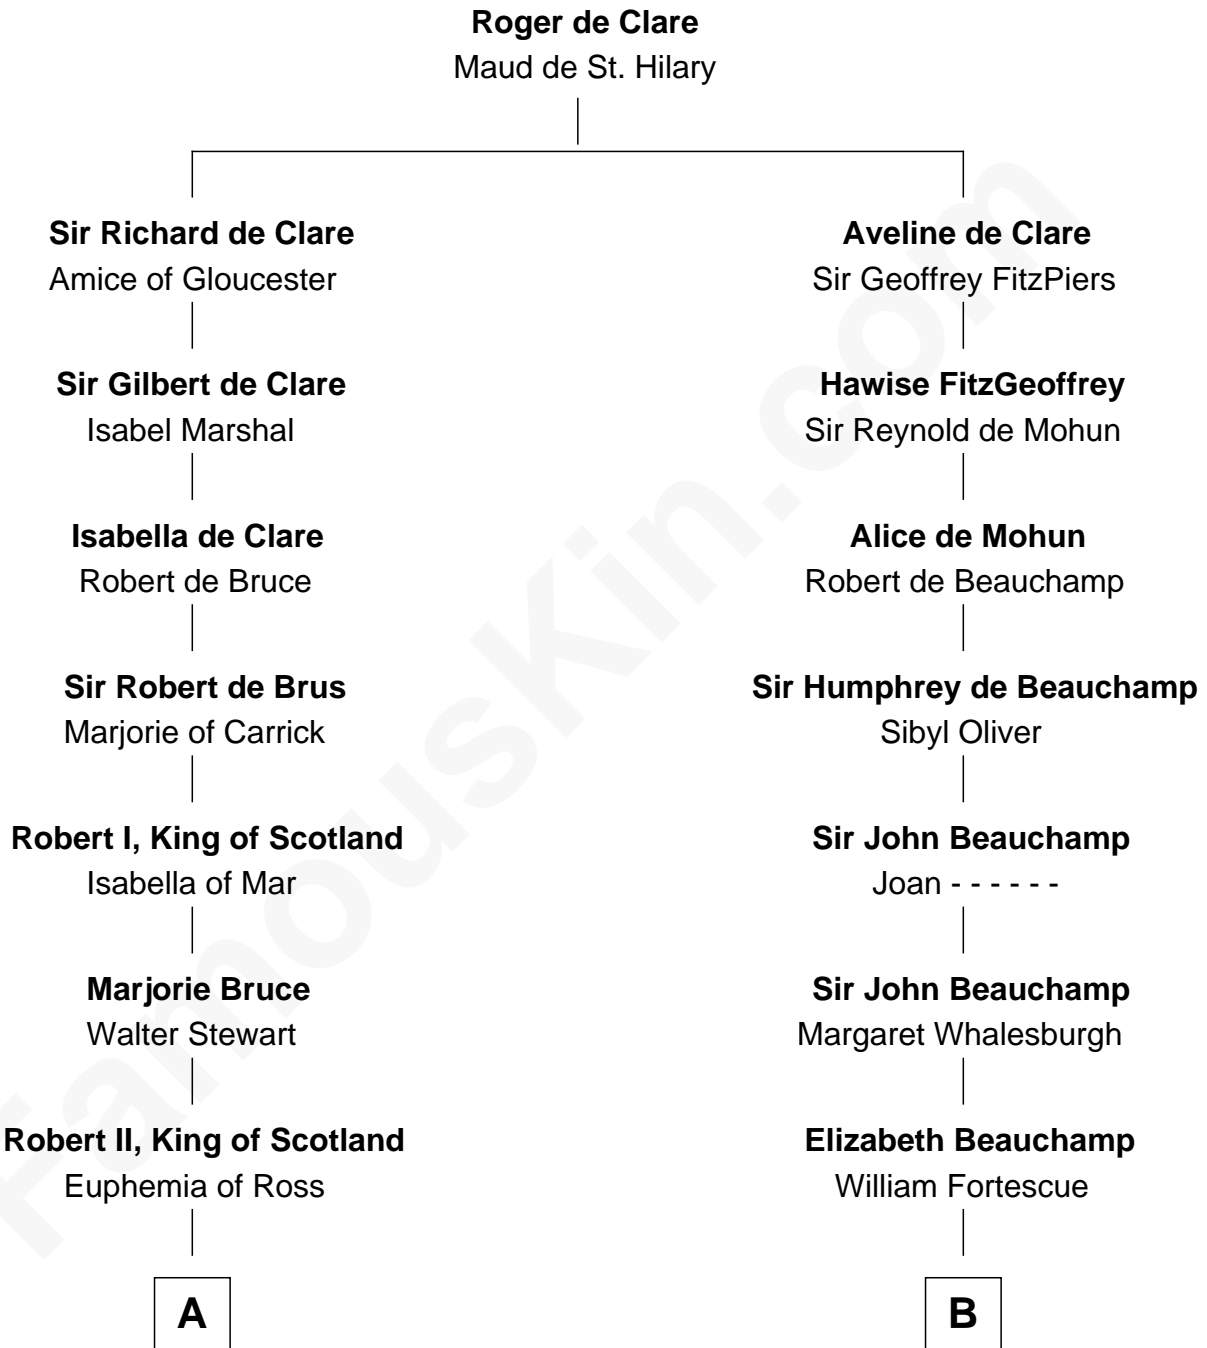 Roger de Clare
Maud de St. Hilary
Sir Richard de Clare
Amice of Gloucester
Sir Gilbert de Clare
Isabel Marshal
Isabella de Clare
Robert de Bruce
Sir Robert de Brus
Marjorie of Carrick
Robert I, King of Scotland
Isabella of Mar
Marjorie Bruce
Walter Stewart
Robert II, King of Scotland
Euphemia of Ross
A
Aveline de Clare
Sir Geoffrey FitzPiers
Hawise FitzGeoffrey
Sir Reynold de Mohun
Alice de Mohun
Robert de Beauchamp
Sir Humphrey de Beauchamp
Sibyl Oliver
Sir John Beauchamp
Joan - - - - - -
Sir John Beauchamp
Margaret Whalesburgh
Elizabeth Beauchamp
William Fortescue
B
FamousKin.com